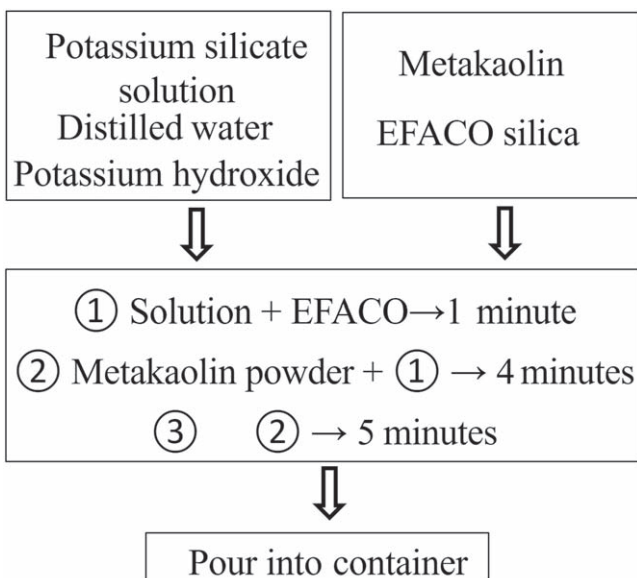 Potassium silicate
solution
Distilled water
Potassium hydroxide
Metakaolin
EFACO silica
① Solution + EFACO→1 minute
② Metakaolin powder + ① → 4 minutes
③ ② → 5 minutes
Pour into container